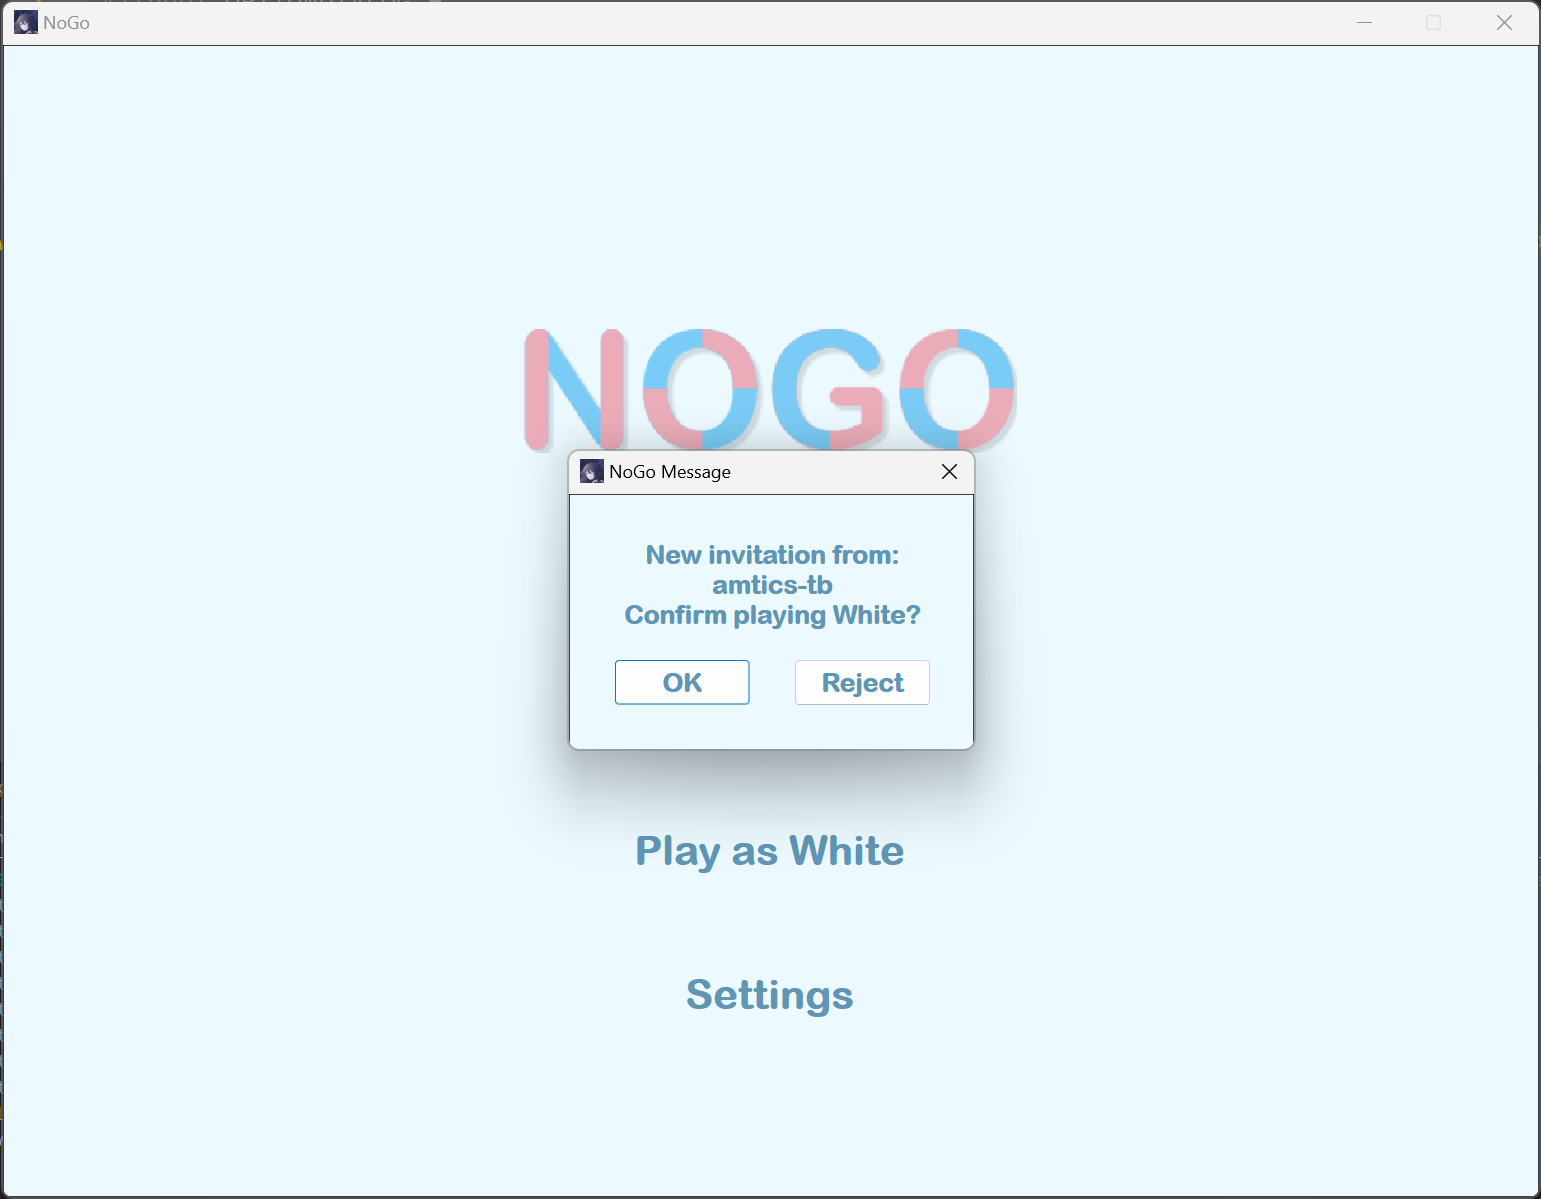 NoGo
NOGO
NoGo Message
New invitation from:
amtics-tb
Confirm playing White?
OK
Reject
Play as White
Settings